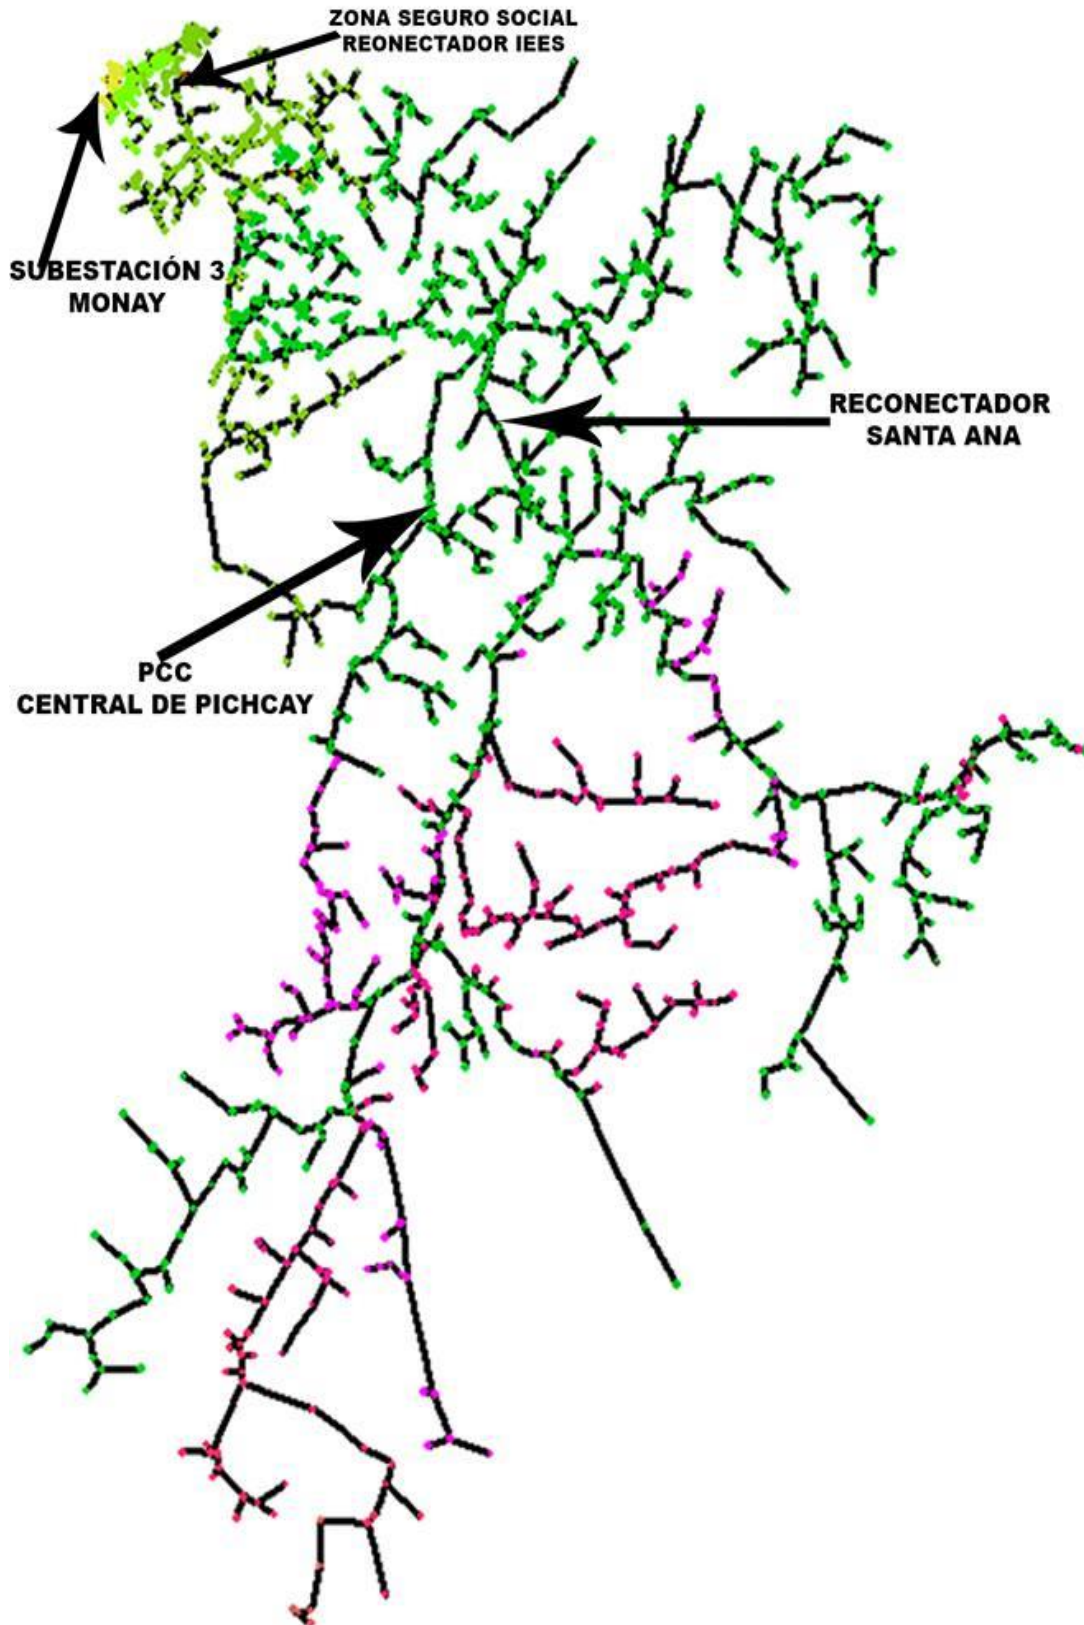 ZONA SEGURO SOCIAL
REONECTADOR IEES
SUBESTACIÓN 3
MONAY
RECONECTADOR
SANTA ANA
PCC
CENTRAL DE PICHCAY